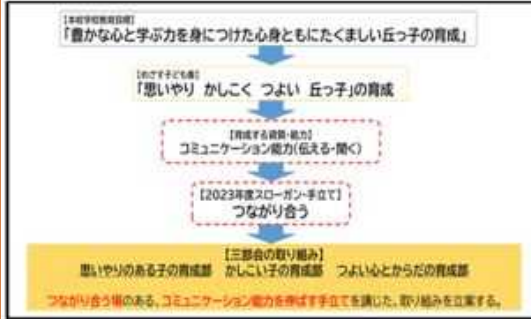 【本校学校教育目標】
「豊かな心と学ぶ力を身につけた心身ともにたくましい丘っ子の育成」
【めざす子ども像】
「思いやり かしこく つよい 丘っ子」の育成
【育成する資質・能力】
コミュニケーション能力(伝える・聞く)
【2023年度スローガン・手立て】
つながり合う
【三部会の取り組み】
思いやりのある子の育成部 かしこい子の育成部 つよい心とからだの育成部
つながり合う場のある、コミュニケーション能力を伸ばす手立てを講じた、取り組みを立案する。